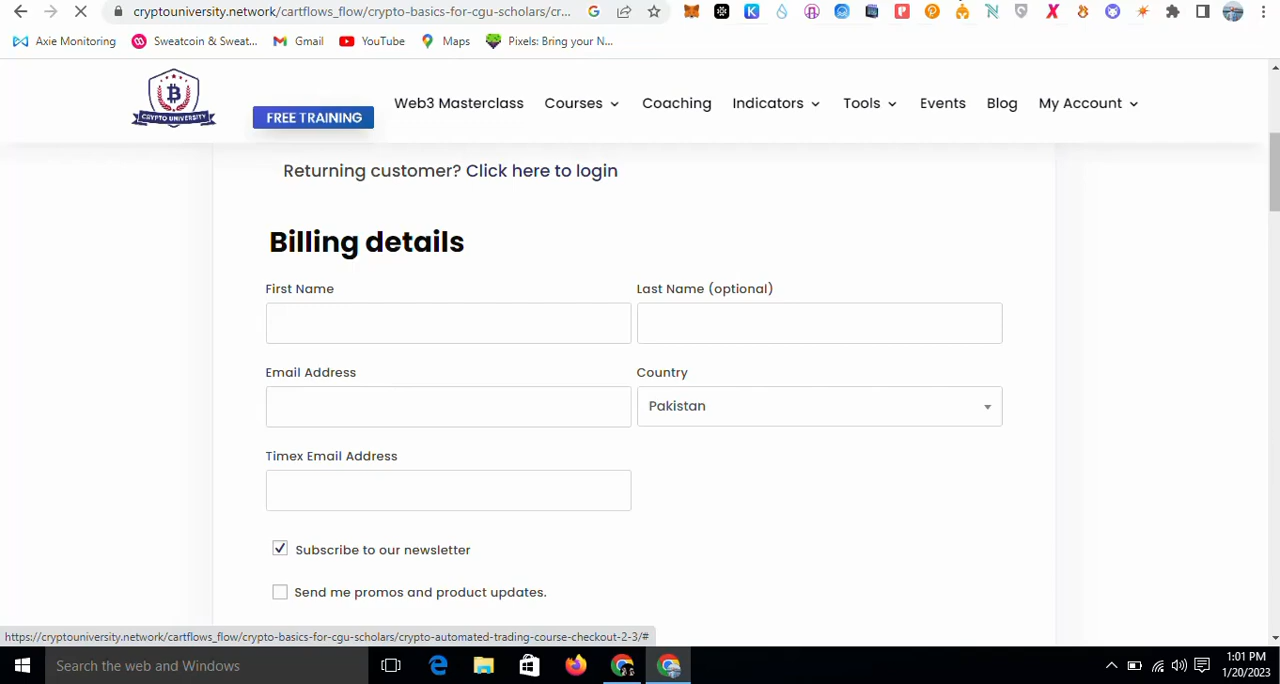 cryptouniversity.network/cartflows_flow/crypto-basics-for-cgu-scholars/cr...
Axie Monitoring
Sweatcoin & Sweat...
Gmail
YouTube
Maps
Pixels: Bring your N...
CRYPTO UNIVERSITY
FREE TRAINING
Web3 Masterclass
Courses
Coaching
Indicators
Tools
Events
Blog
My Account
Returning customer? Click here to login
Billing details
First Name
Last Name (optional)
Email Address
Country
Pakistan
Timex Email Address
Subscribe to our newsletter
Send me promos and product updates.
https://cryptouniversity.network/cartflows_flow/crypto-basics-for-cgu-scholars/crypto-automated-trading-course-checkout-2-3/#
Search the web and Windows
1:01 PM
1/20/2023